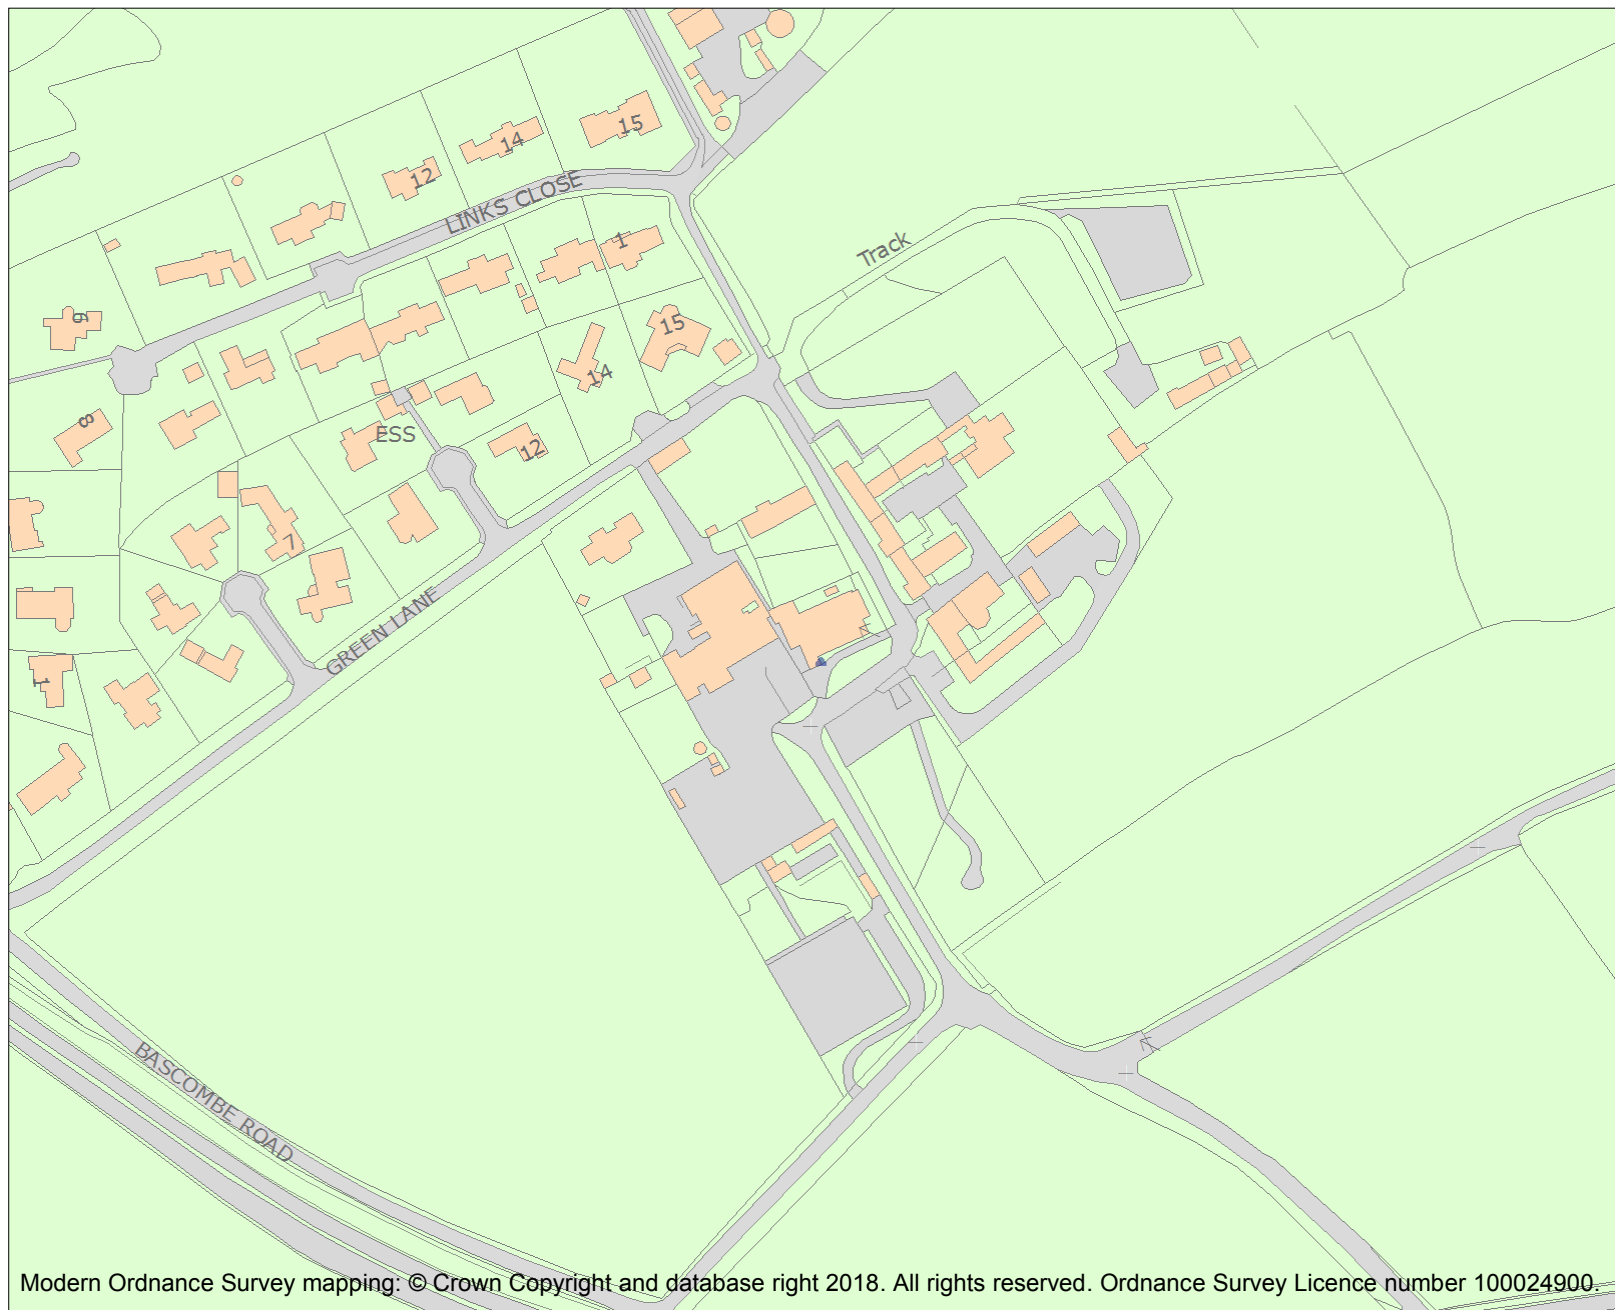 15
14
12
LINKS CLOSE
1
Track
9
15
14
8
ESS
12
7
GREEN LANE
1
BASCOMBE ROAD
Modern Ordnance Survey mapping: © Crown Copyright and database right 2018. All rights reserved. Ordnance Survey Licence number 100024900.